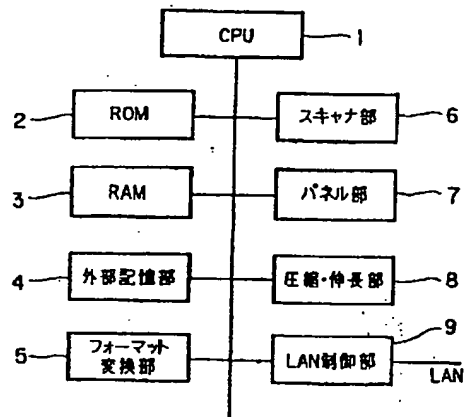 CPU
1
2
ROM
スキャナ部
6
3
RAM
パネル部
7
4
外部記憶部
圧縮・伸長部
8
5
フォーマット
変換部
LAN制御部
9
LAN